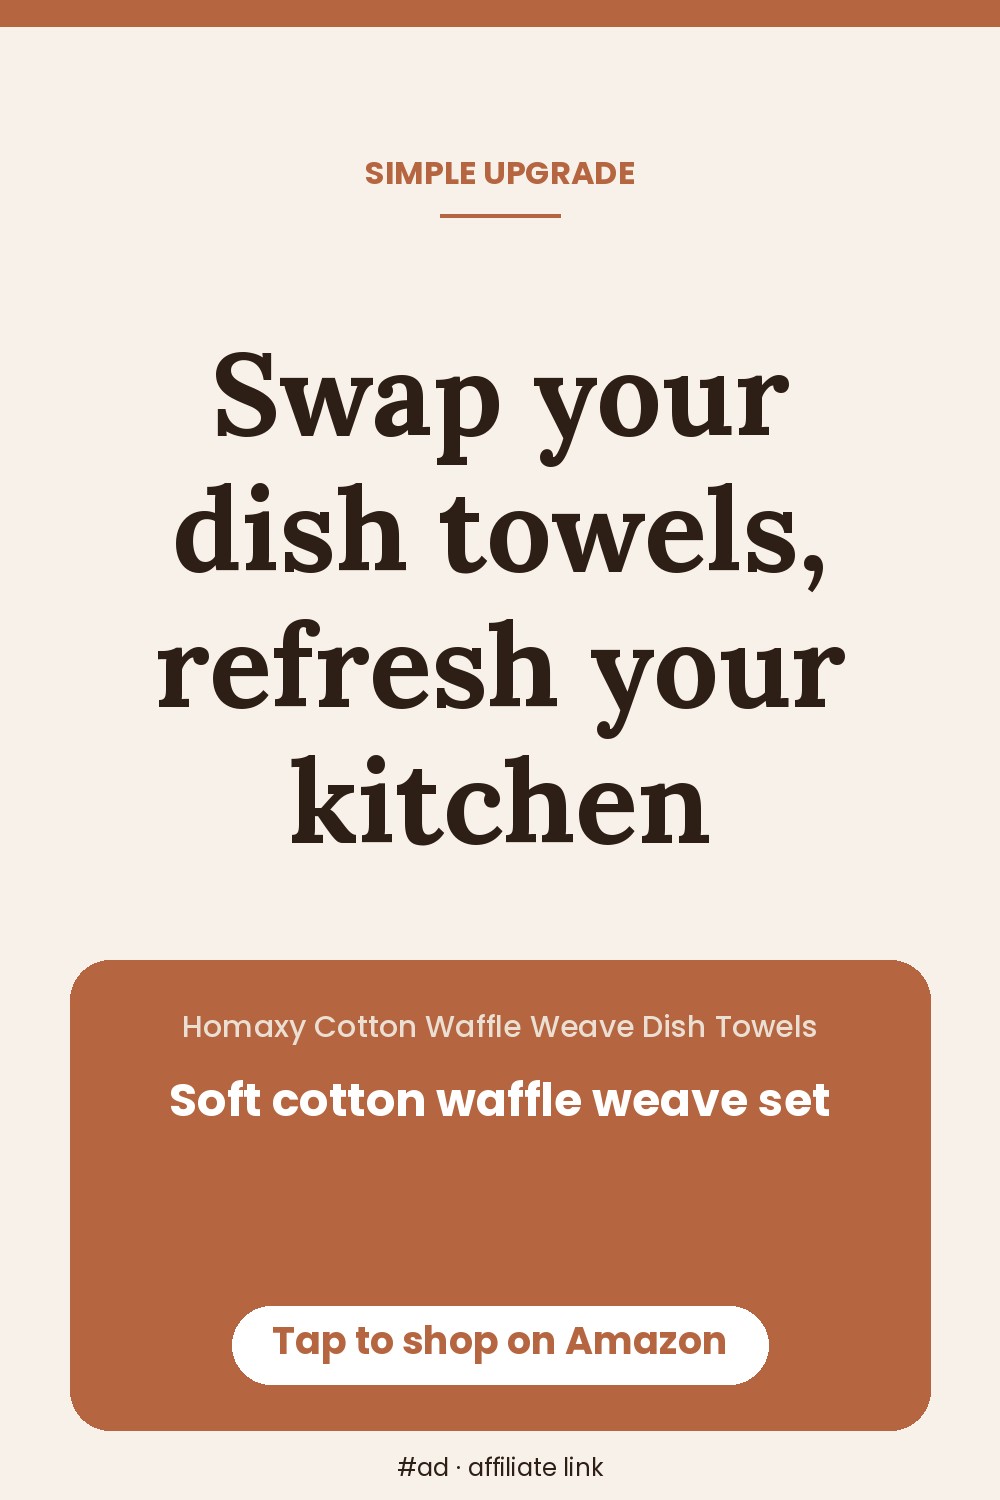 SIMPLE UPGRADE
Swap your
dish towels,
refresh your
kitchen
Homaxy Cotton Waffle Weave Dish Towels
Soft cotton waffle weave set
Tap to shop on Amazon
#ad · affiliate link